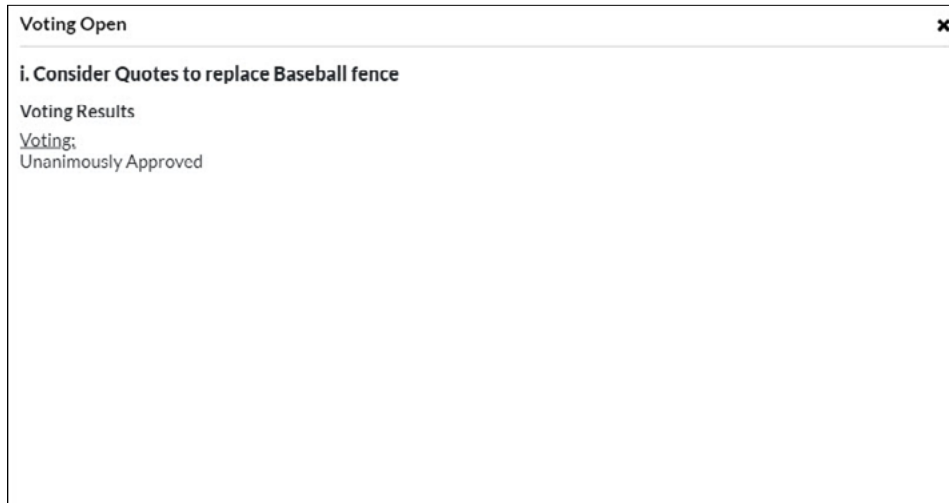 Voting Open
i. Consider Quotes to replace Baseball fence
Voting Results
Voting:
Unanimously Approved